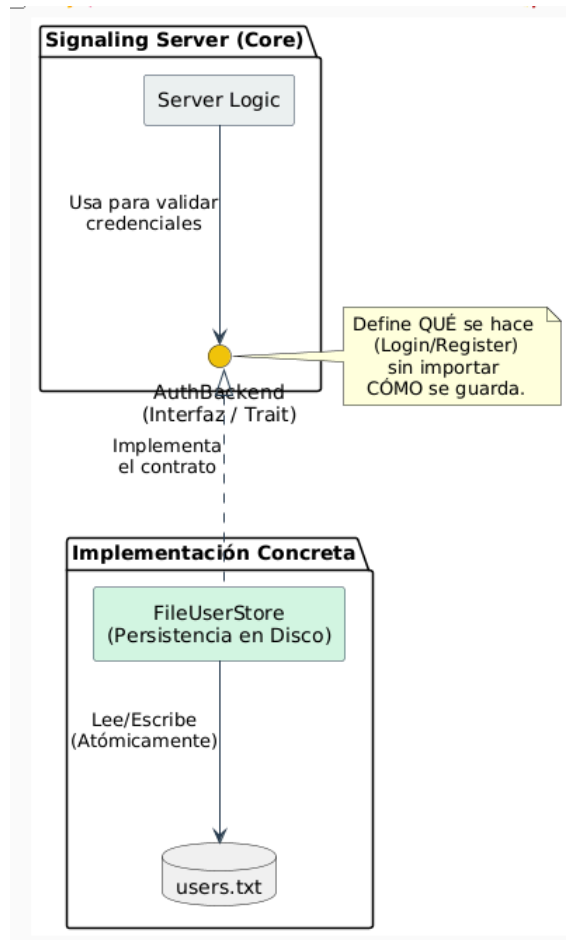 Signaling Server (Core)
Server Logic
Usa para validar
credenciales
Define QUÉ se hace
(Login/Register)
sin importar
CÓMO se guarda.
AuthBackend
(Interfaz / Trait)
Implementa
el contrato
Implementación Concreta
FileUserStore
(Persistencia en Disco)
Lee/Escribe
(Atómicamente)
users.txt